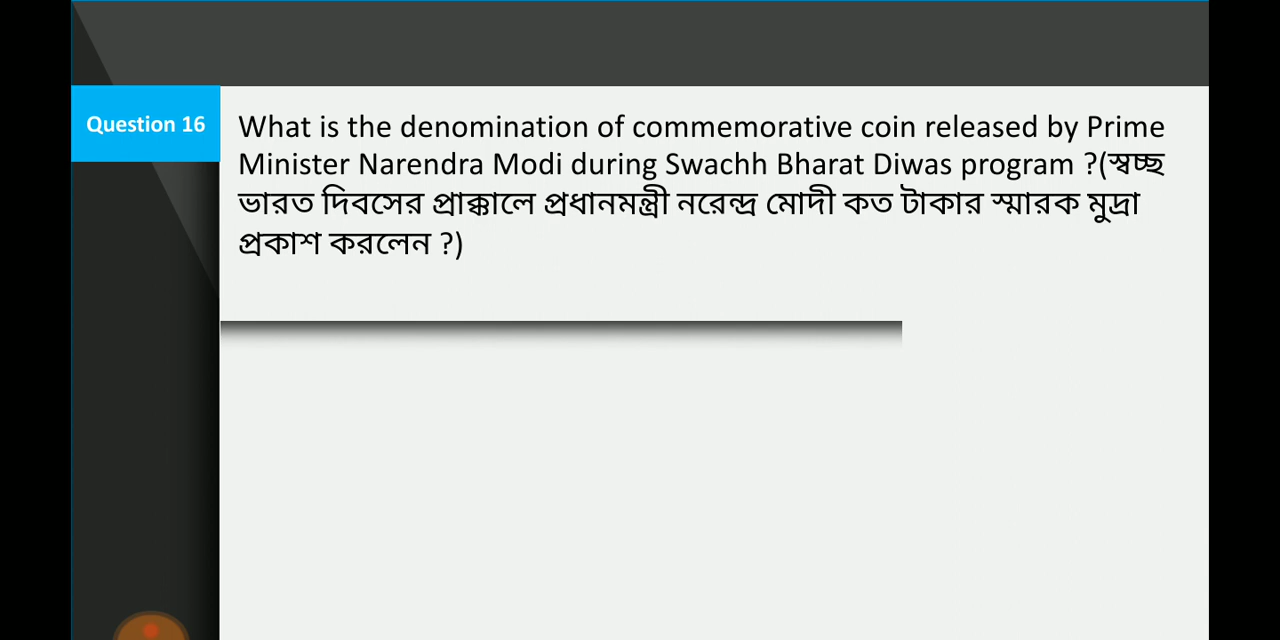 Question 16
What is the denomination of commemorative coin released by Prime
Minister Narendra Modi during Swachh Bharat Diwas program ?(স্বচ্ছ
ভারত দিবসের প্রাক্কালে প্রধানমন্ত্রী নরেন্দ্র মোদী কত টাকার স্মারক মুদ্রা
প্রকাশ করলেন ?)